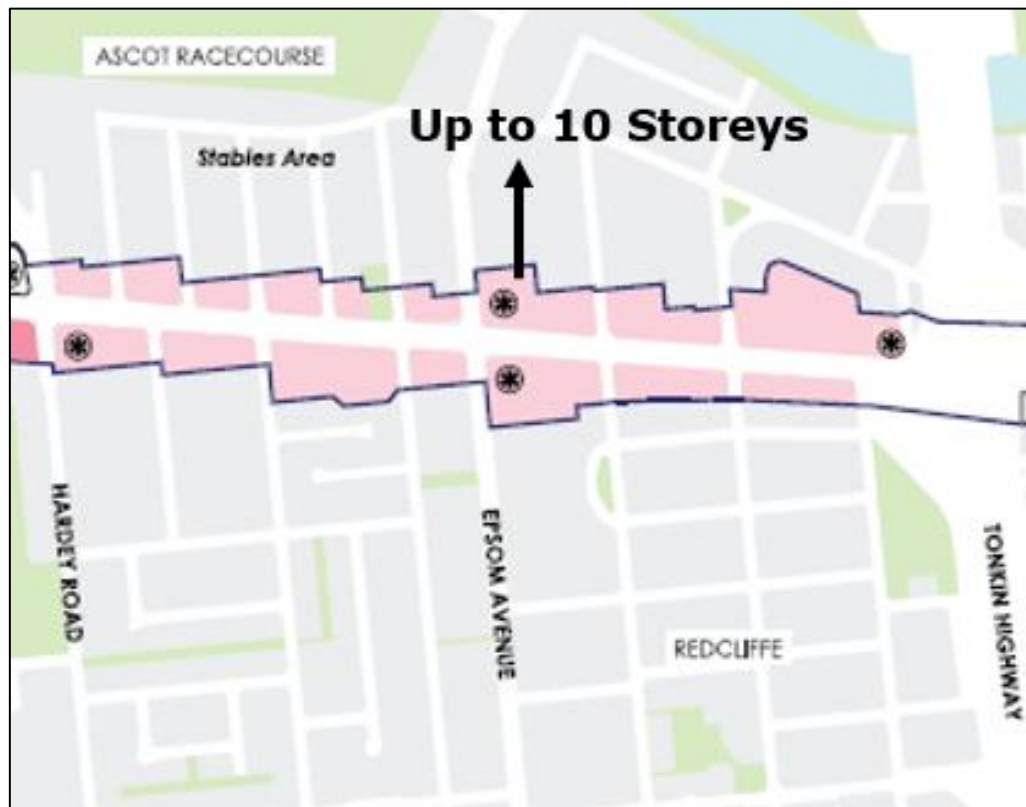 ASCOT RACECOURSE
Up to 10 Storeys
Stables Area
HARDEY ROAD
EPSOM AVENUE
TONKIN HIGHWAY
REDCLIFFE